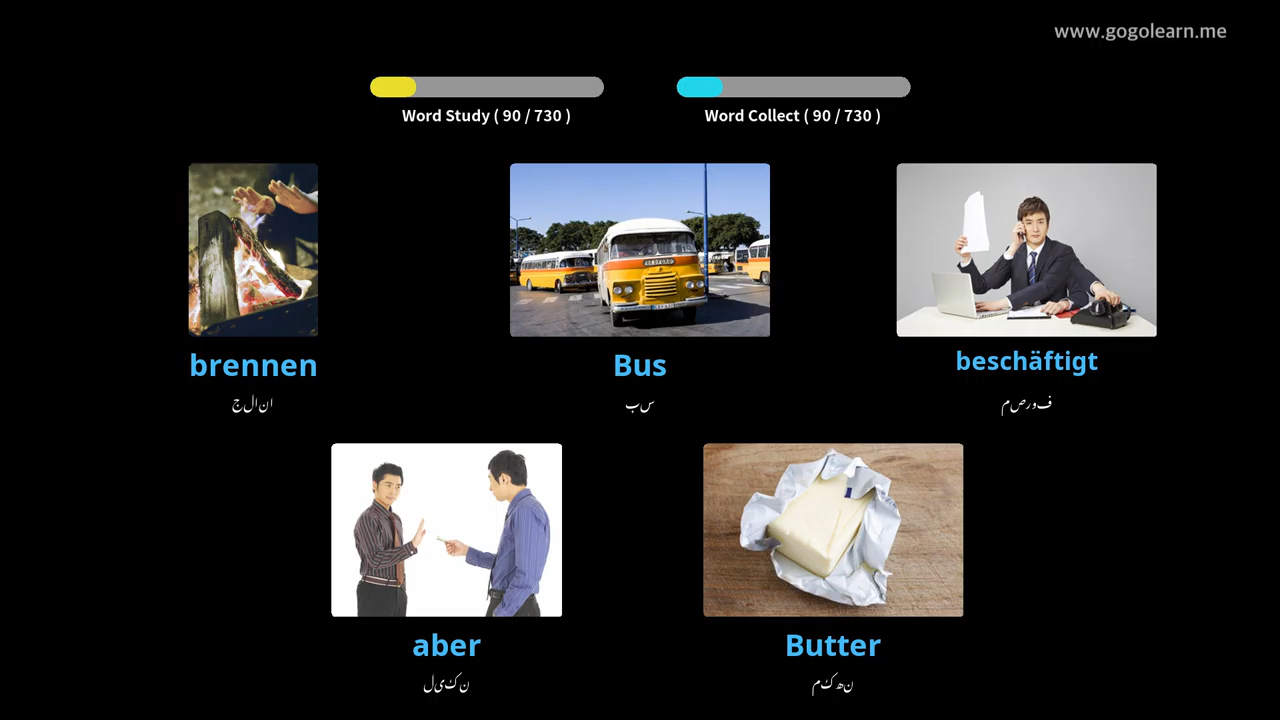 www.gogolearn.me
Word Study ( 90 / 730 )
Word Collect ( 90 / 730 )
brennen
جلانا
Bus
بس
beschäftigt
مصروف
aber
لیکن
Butter
مکھن